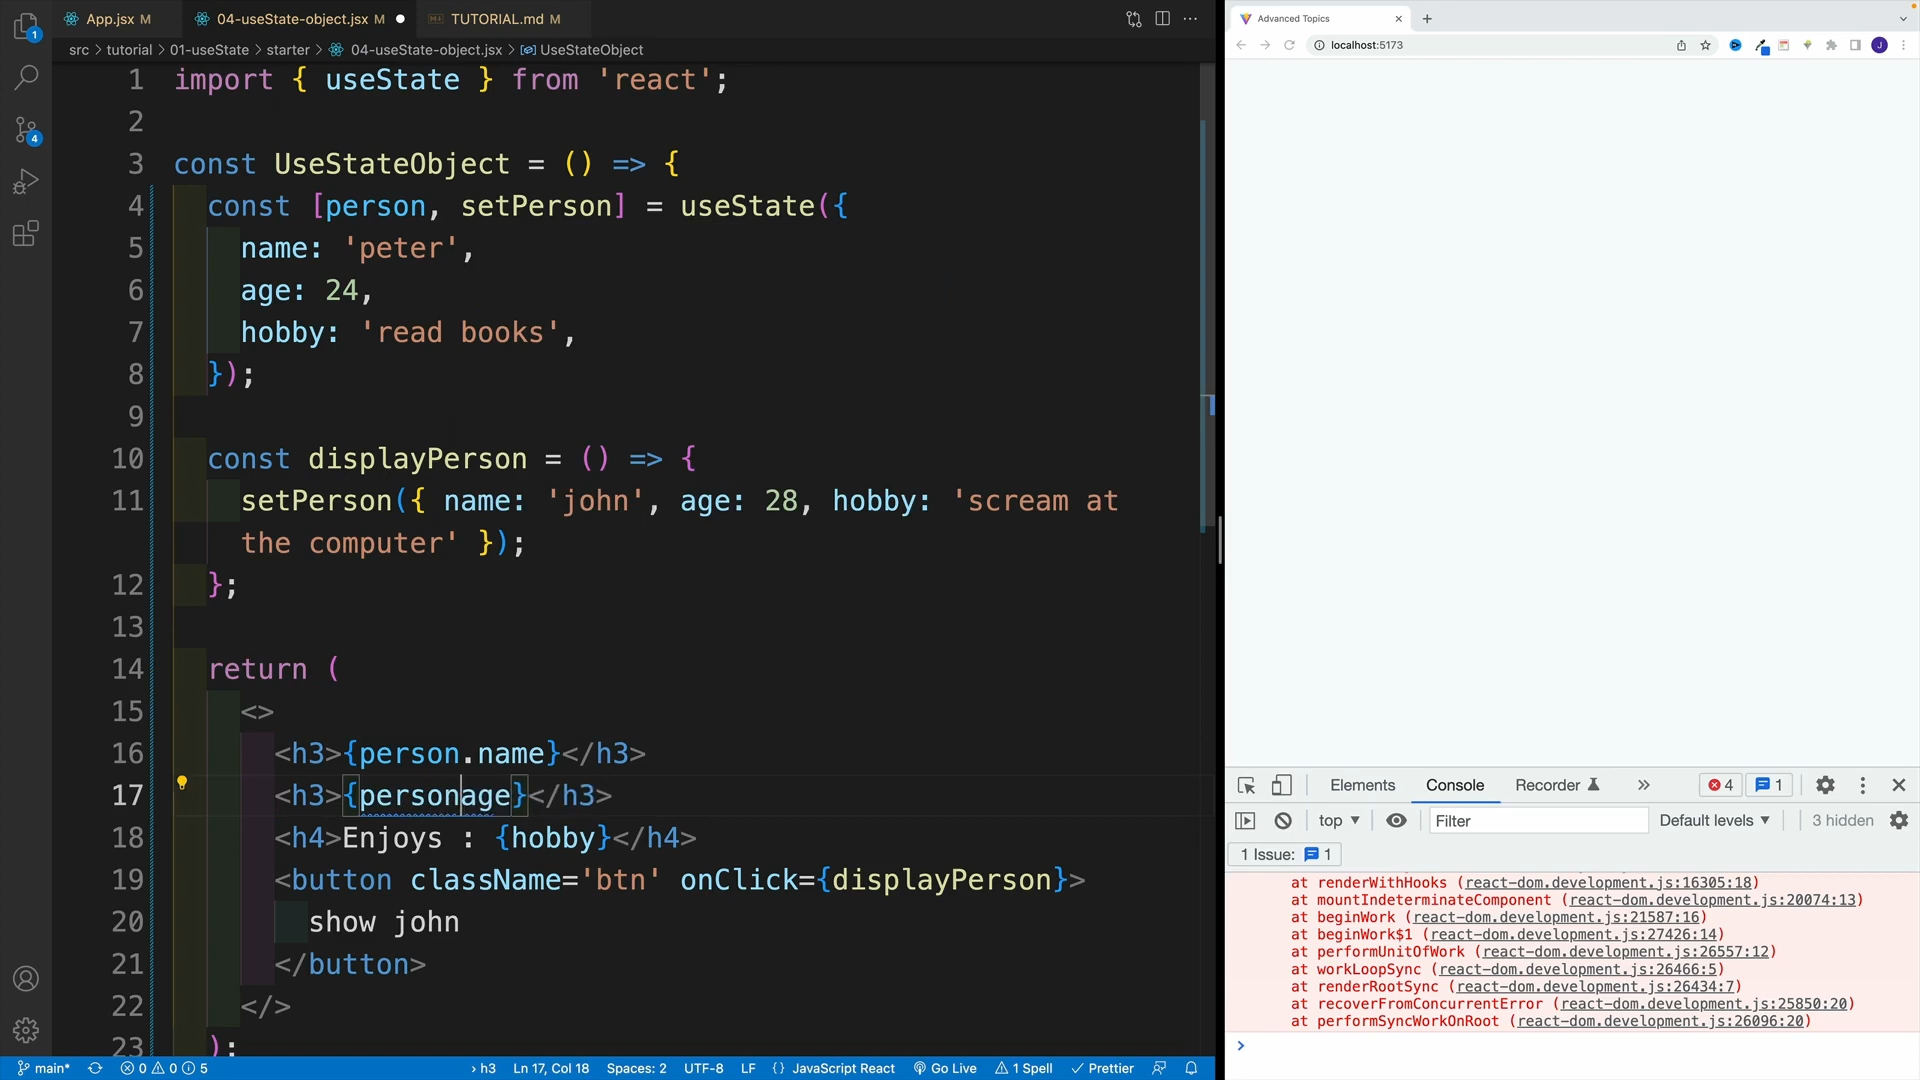 App.jsx M
04-useState-object.jsx M
TUTORIAL.md M
src > tutorial > 01-useState > starter > 04-useState-object.jsx > UseStateObject
1 import { useState } from 'react';
2
3 const UseStateObject = () => {
4 const [person, setPerson] = useState({
5 name: 'peter',
6 age: 24,
7 hobby: 'read books',
8 });
9
10 const displayPerson = () => {
11 setPerson({ name: 'john', age: 28, hobby: 'scream at
the computer' });
12 };
13
14 return (
15 <>
16 <h3>{person.name}</h3>
17 <h3>{personage}</h3>
18 <h4>Enjoys : {hobby}</h4>
19 <button className='btn' onClick={displayPerson}>
20 show john
21 </button>
22 </>
23 );
1
4
main* 0 0 5 > h3 Ln 17, Col 18 Spaces: 2 UTF-8 LF {} JavaScript React Go Live 1 Spell Prettier
Advanced Topics
localhost:5173
J
Elements Console Recorder 4 1
top Filter Default levels 3 hidden
1 Issue: 1
at renderWithHooks (react-dom.development.js:16305:18)
at mountIndeterminateComponent (react-dom.development.js:20074:13)
at beginWork (react-dom.development.js:21587:16)
at beginWork$1 (react-dom.development.js:27426:14)
at performUnitOfWork (react-dom.development.js:26557:12)
at workLoopSync (react-dom.development.js:26466:5)
at renderRootSync (react-dom.development.js:26434:7)
at recoverFromConcurrentError (react-dom.development.js:25850:20)
at performSyncWorkOnRoot (react-dom.development.js:26096:20)